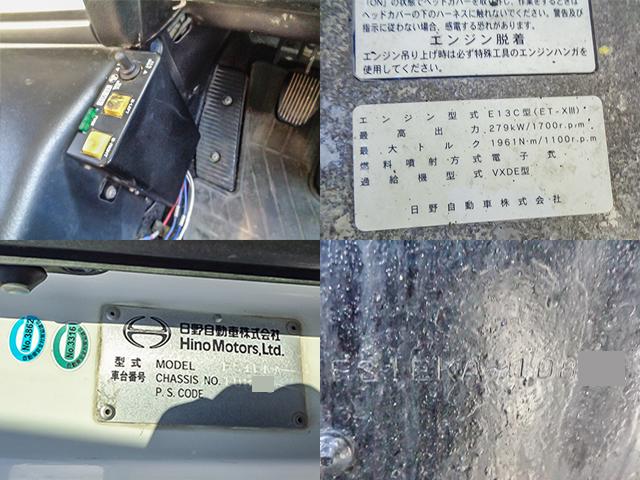 (ON)の状態でヘッドカバーを取り外し、作業をするときは
ヘッドカバーの下のハーネスに触れないでください。警告及び
指示に従わない場合、感電する恐れがあります。
エンジン脱着
エンジン吊り上げ時は必ず特殊工具のエンジンハンガを
使用してください。
エンジン型式 E13C型(ET-XIII)
最高出力 279kW/1700r.p.m
最大トルク 1961N·m/1100r.p.m
燃料噴射方式 電子式
過給機型式 VXDE型
日野自動車株式会社
日野自動車株式会社
Hino Motors, Ltd.
型式 MODEL FS1EKA
車台番号 CHASSIS NO.
P.S. CODE
FS1EKA-1